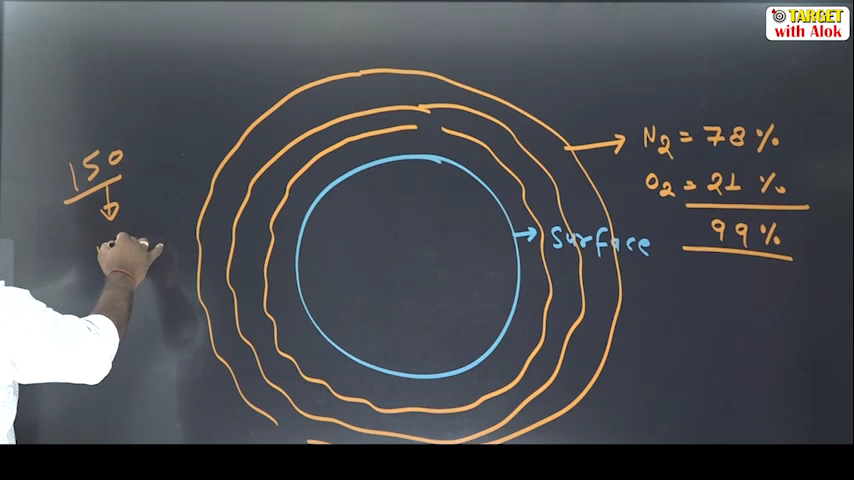 TARGET
with Alok
150
N2 = 78 %
O2 = 21 %
99%
Surface